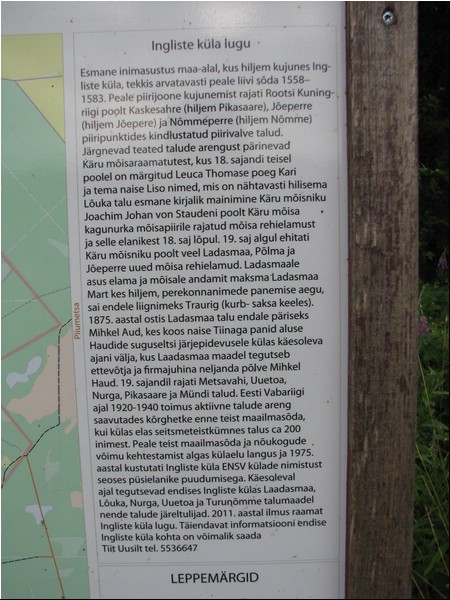 Ingliste küla lugu
Esmane inimasustus maa-alal, kus hiljem kujunes Ing-
liste küla, tekkis arvatavasti peale liivi sõda 1558–
1583. Peale piirijoone kujunemist rajati Rootsi Kuning-
riigi poolt Kaskesahre (hiljem Pikasaare), Jõeperre
(hiljem Jõepere) ja Nõmmeperre (hiljem Nõmme)
piiripunktides kindlustatud piirivalve talud.
Järgnevad teated talude arengust pärinevad
Käru mõisaraamatutest, kus 18. sajandi teisel
poolel on märgitud Leuca Thomase poeg Kari
ja tema naise Liso nimed, mis on nähtavasti hilisema
Lõuka talu esmane kirjalik mainimine Käru mõisniku
Joachim Johan von Staudeni poolt Käru mõisa
kagunurka mõisapiirile rajatud mõisa rehielamust
ja selle elanikest 18. saj lõpul. 19. saj algul ehitati
Käru mõisniku poolt veel Ladasmaa, Põlma ja
Jõeperre uued mõisa rehielamud. Ladasmaale
asus elama ja mõisale andamit maksma Ladasmaa
Mart kes hiljem, perekonnanimede panemise aegu,
sai endele liignimeks Traurig (kurb- saksa keeles).
1875. aastal ostis Ladasmaa talu endale päriseks
Mihkel Aud, kes koos naise Tiinaga panid aluse
Haudide suguseltsi järjepidevusele külas käesoleva
ajani välja, kus Laadasmaa maadel tegutseb
ettevõtja ja firmajuhina neljanda põlve Mihkel
Haud. 19. sajandil rajati Metsavahi, Uuetoa,
Nurga, Pikasaare ja Mündi talud. Eesti Vabariigi
ajal 1920-1940 toimus aktiivne talude areng
saavutades kõrghetke enne teist maailmasõda,
kui külas elas seitsmeteistkümnes talus ca 200
inimest. Peale teist maailmasõda ja nõukogude
võimu kehtestamist algas külaelu langus ja 1975.
aastal kustutati Ingliste küla ENSV külade nimistust
seoses püsielanike puudumisega. Käesoleval
ajal tegutsevad endises Ingliste külas Laadasmaa,
Lõuka, Nurga, Uuetoa ja Turunõmme talumaadel
nende talude järeltulijad. 2011. aastal ilmus raamat
Ingliste küla lugu. Täiendavat informatsiooni endise
Ingliste küla kohta on võimalik saada
Tiit Uusilt tel. 5536647
Piiumetsa
LEPPEMÄRGID